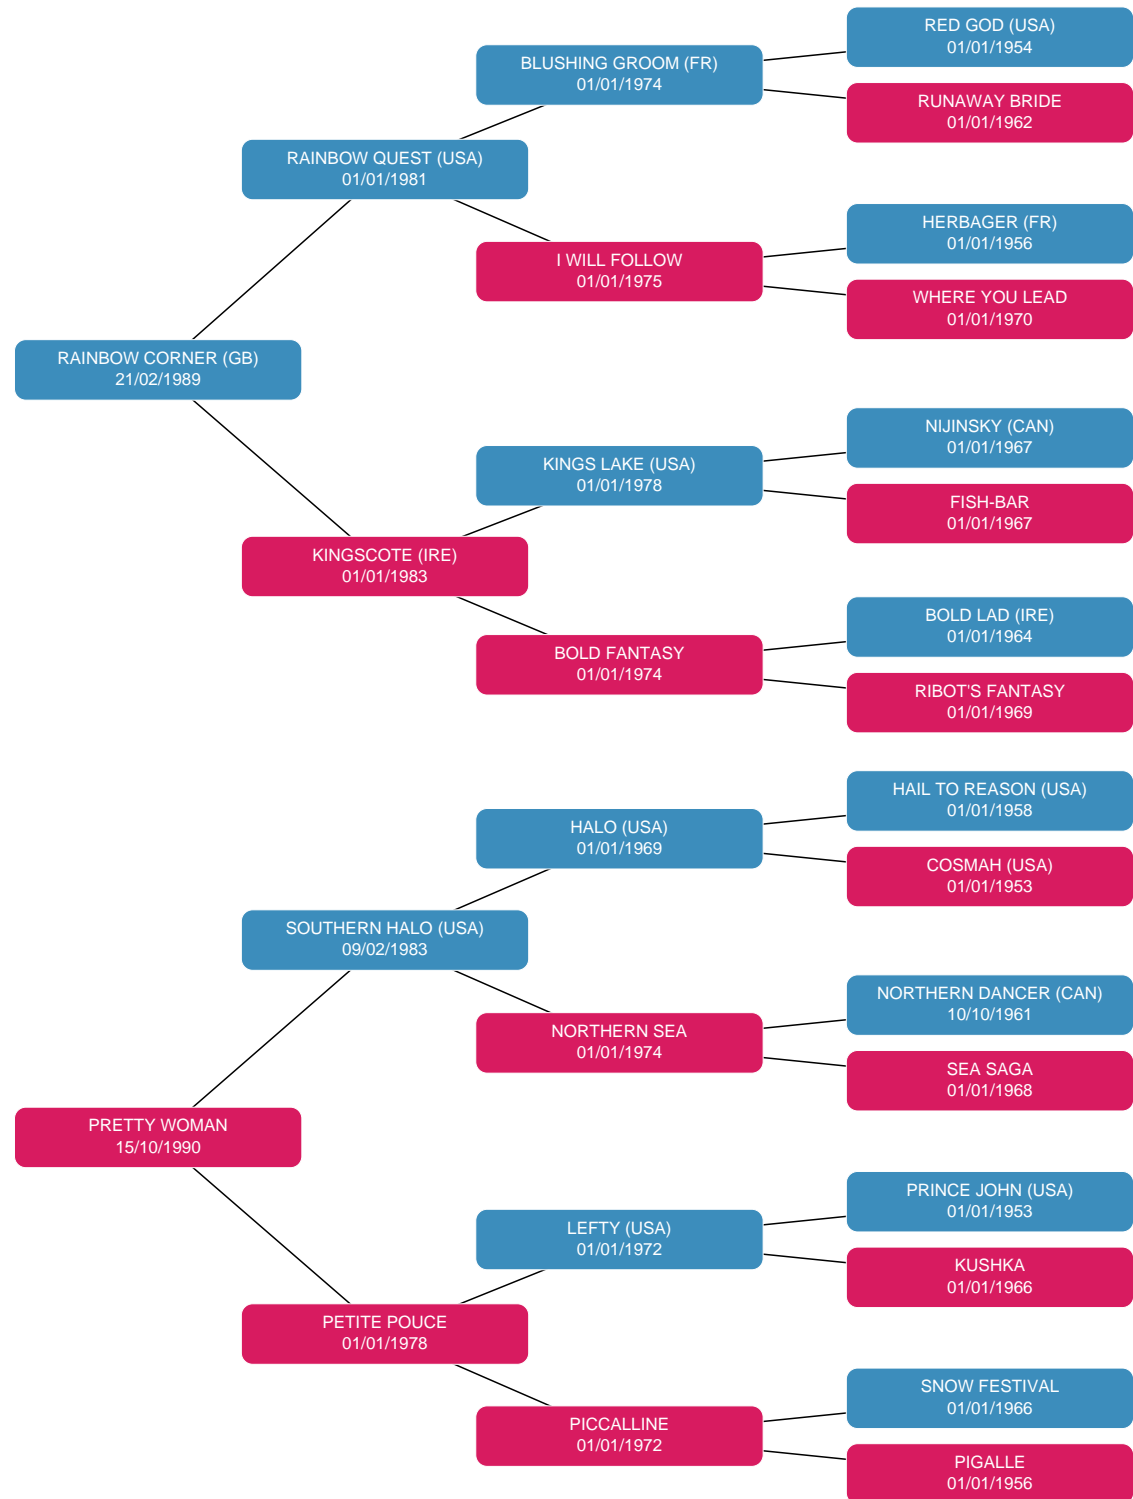 RED GOD (USA)
01/01/1954
BLUSHING GROOM (FR)
01/01/1974
RUNAWAY BRIDE
01/01/1962
RAINBOW QUEST (USA)
01/01/1981
HERBAGER (FR)
01/01/1956
I WILL FOLLOW
01/01/1975
WHERE YOU LEAD
01/01/1970
RAINBOW CORNER (GB)
21/02/1989
NIJINSKY (CAN)
01/01/1967
KINGS LAKE (USA)
01/01/1978
FISH-BAR
01/01/1967
KINGSCOTE (IRE)
01/01/1983
BOLD LAD (IRE)
01/01/1964
BOLD FANTASY
01/01/1974
RIBOT'S FANTASY
01/01/1969
HAIL TO REASON (USA)
01/01/1958
HALO (USA)
01/01/1969
COSMAH (USA)
01/01/1953
SOUTHERN HALO (USA)
09/02/1983
NORTHERN DANCER (CAN)
10/10/1961
NORTHERN SEA
01/01/1974
SEA SAGA
01/01/1968
PRETTY WOMAN
15/10/1990
PRINCE JOHN (USA)
01/01/1953
LEFTY (USA)
01/01/1972
KUSHKA
01/01/1966
PETITE POUCE
01/01/1978
SNOW FESTIVAL
01/01/1966
PICCALLINE
01/01/1972
PIGALLE
01/01/1956